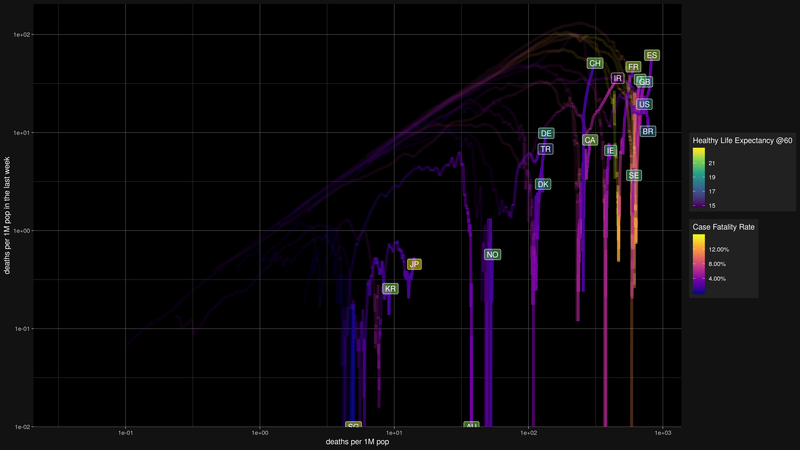 1e+02
1e+01
1e+00
1e-01
1e-02
deaths per 1M pop in the last week
ES
CH
FR
IR
GB
US
BR
DE
CA
TR
IE
SE
DK
NO
JP
KR
SG
AU
1e-01
1e+00
1e+01
1e+02
1e+03
deaths per 1M pop
Healthy Life Expectancy @60
21
19
17
15
Case Fatality Rate
12.00%
8.00%
4.00%